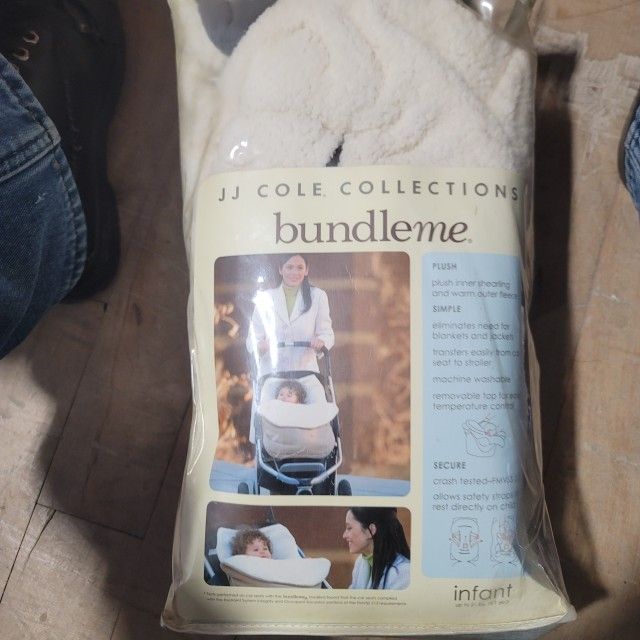 JJ COLE COLLECTIONS
bundleme
PLUSH
plush inner shearling
and warm outer fleece
SIMPLE
eliminates need for
blankets and jackets
transfers easily from car
seat to stroller
machine washable
removable top for easy
temperature control
SECURE
crash tested-FMVSS
allows safety straps
rest directly on child
infant